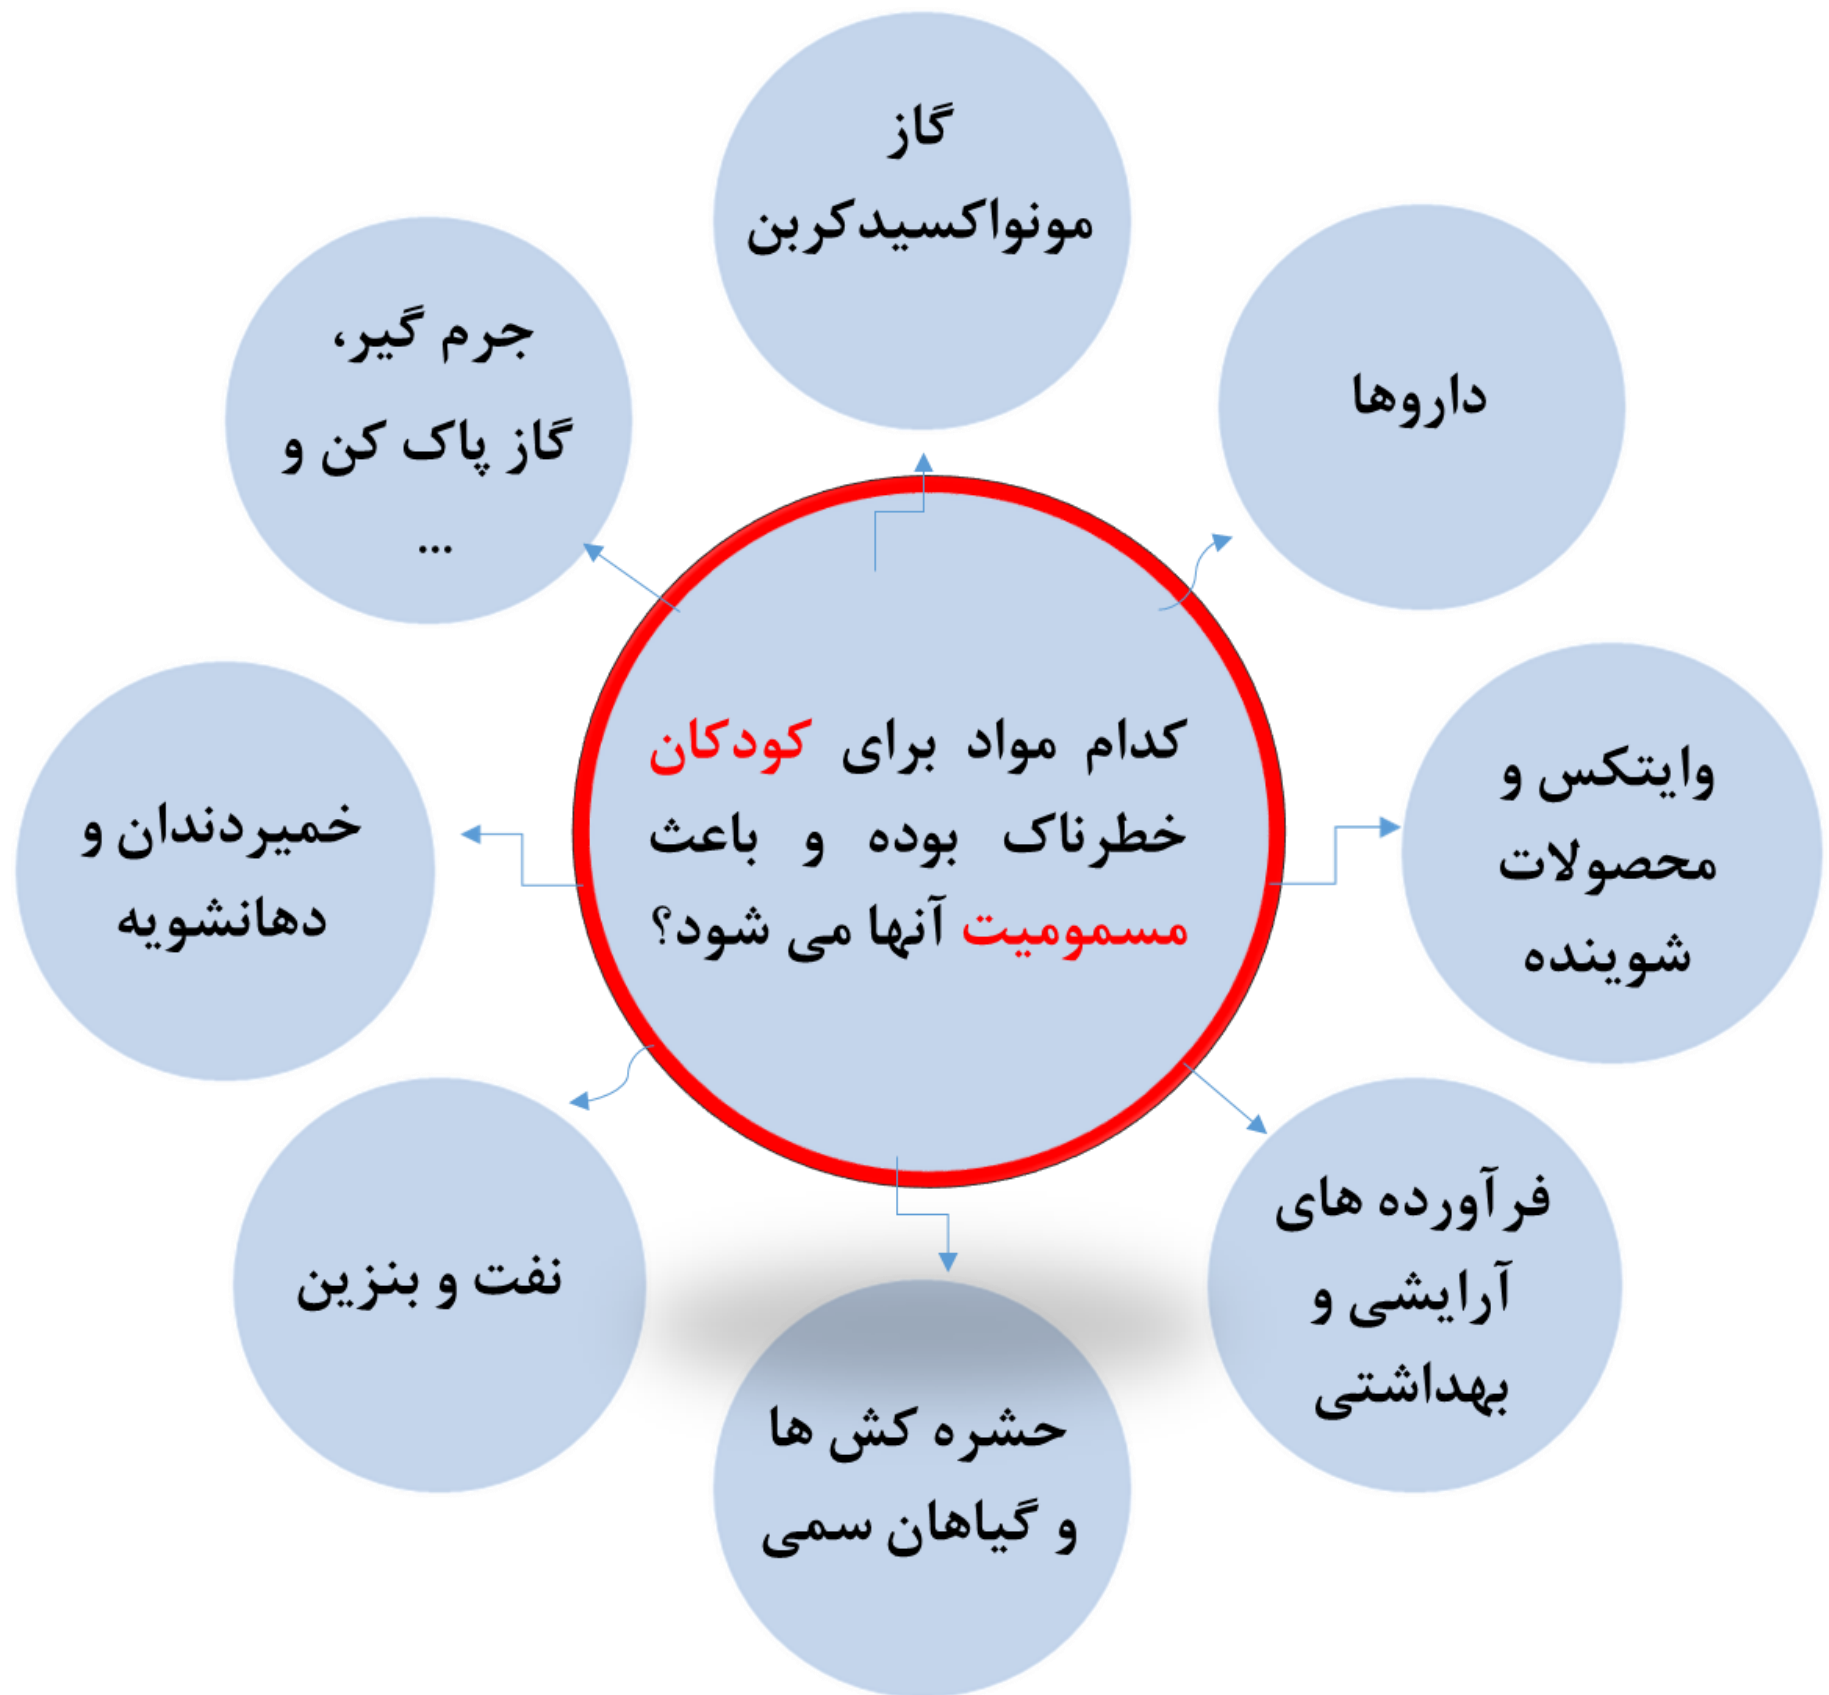 گاز
مونواکسیدکربن
داروها
وایتکس و
محصولات
شوینده
فرآورده های
آرایشی و
بهداشتی
حشره کش ها
و گیاهان سمی
نفت و بنزین
خمیردندان و
دهانشویه
جرم گیر،
گاز پاک کن و
...
کدام مواد برای کودکان
خطرناک بوده و باعث
مسمومیت آنها می شود؟